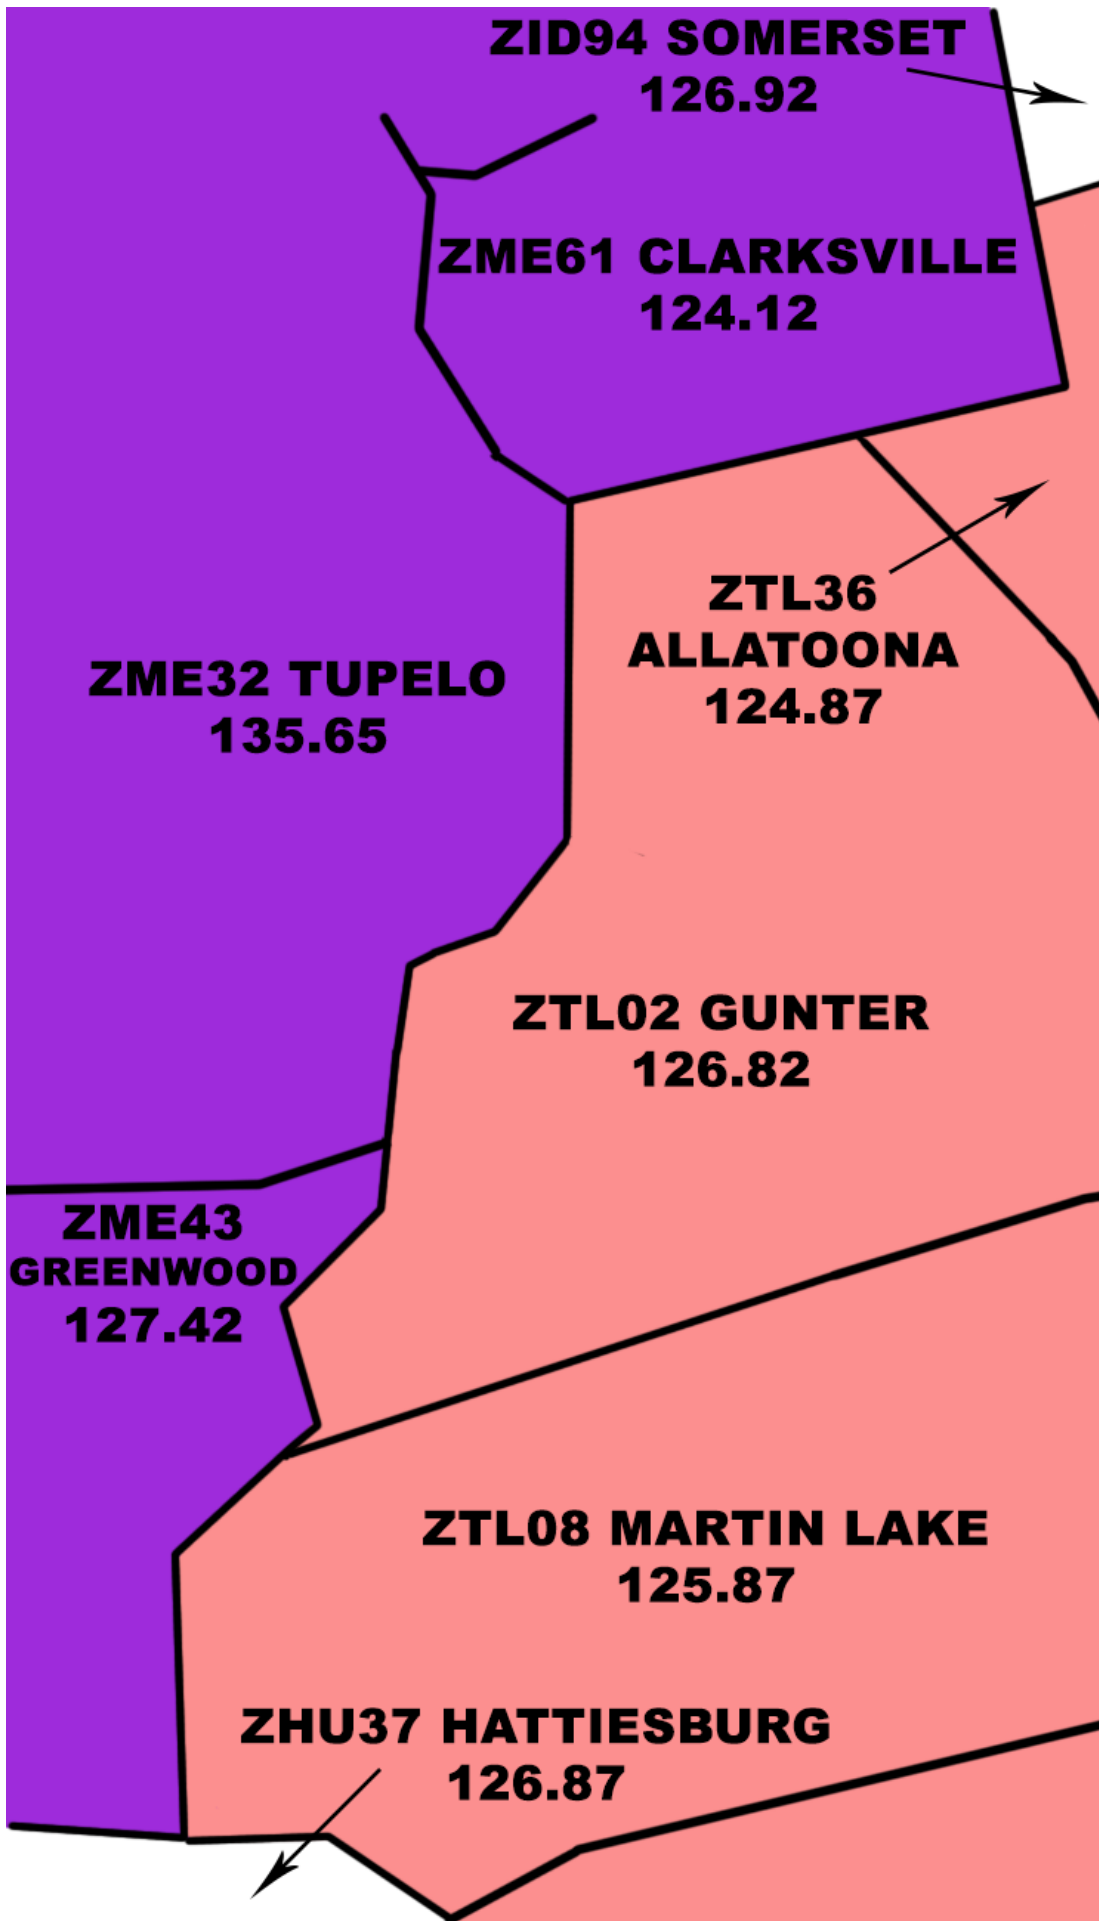 ZID94 SOMERSET
126.92
ZME61 CLARKSVILLE
124.12
ZTL36
ALLATOONA
124.87
ZME32 TUPELO
135.65
ZTL02 GUNTER
126.82
ZME43
GREENWOOD
127.42
ZTL08 MARTIN LAKE
125.87
ZHU37 HATTIESBURG
126.87